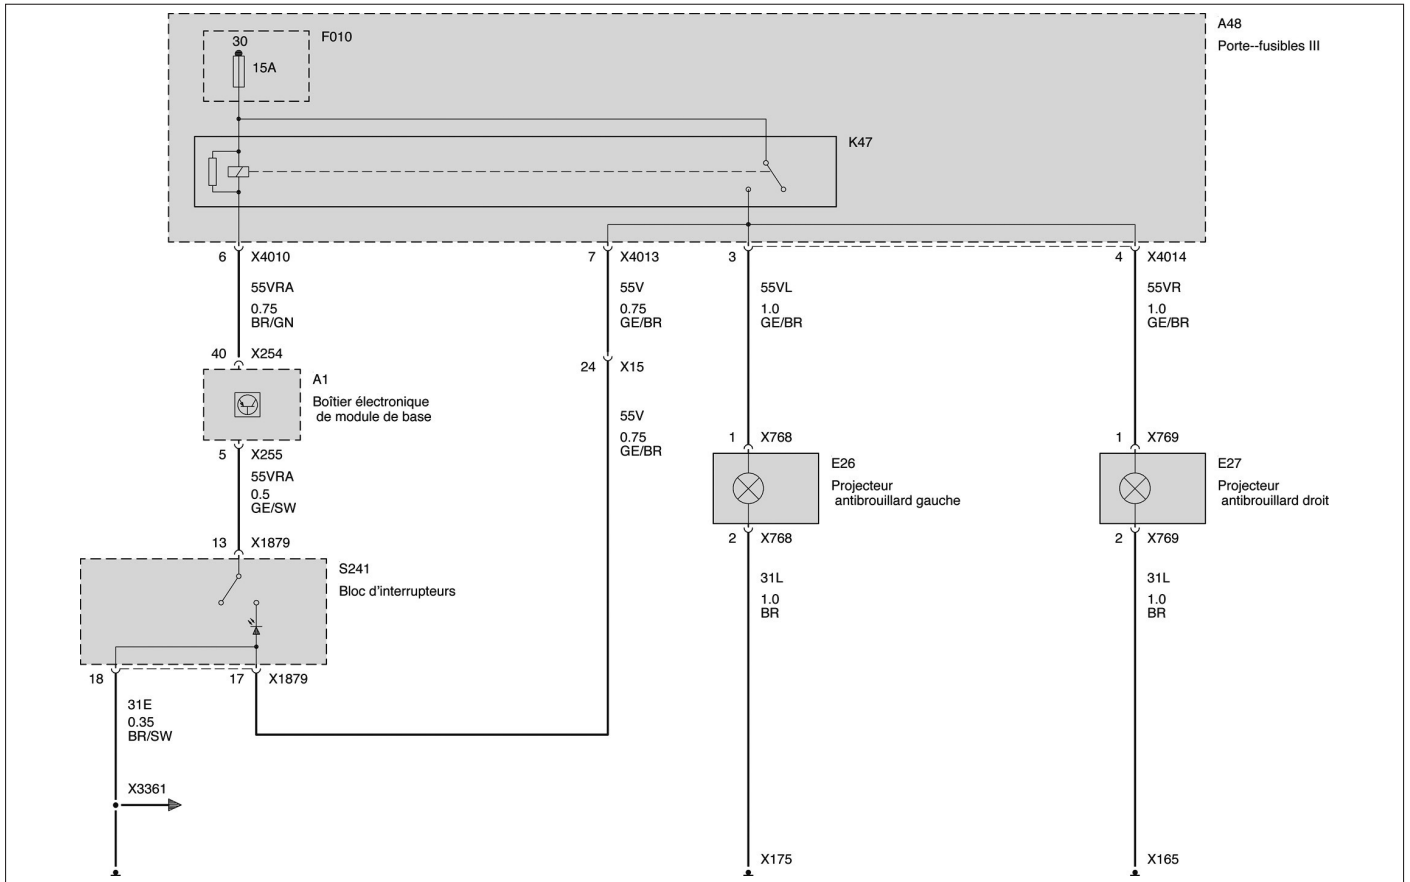 A48
Porte--fusibles III
F010
30
15A
K47
6 X4010
7 X4013
3
4 X4014
55VRA
0.75
BR/GN
55V
0.75
GE/BR
55VL
1.0
GE/BR
55VR
1.0
GE/BR
40 X254
A1
Boîtier électronique
de module de base
5 X255
24 X15
55V
0.75
GE/BR
1 X768
E26
Projecteur
antibrouillard gauche
2 X768
1 X769
E27
Projecteur
antibrouillard droit
2 X769
55VRA
0.5
GE/SW
13 X1879
S241
Bloc d'interrupteurs
18
17 X1879
31E
0.35
BR/SW
X3361
31L
1.0
BR
31L
1.0
BR
X175
X165